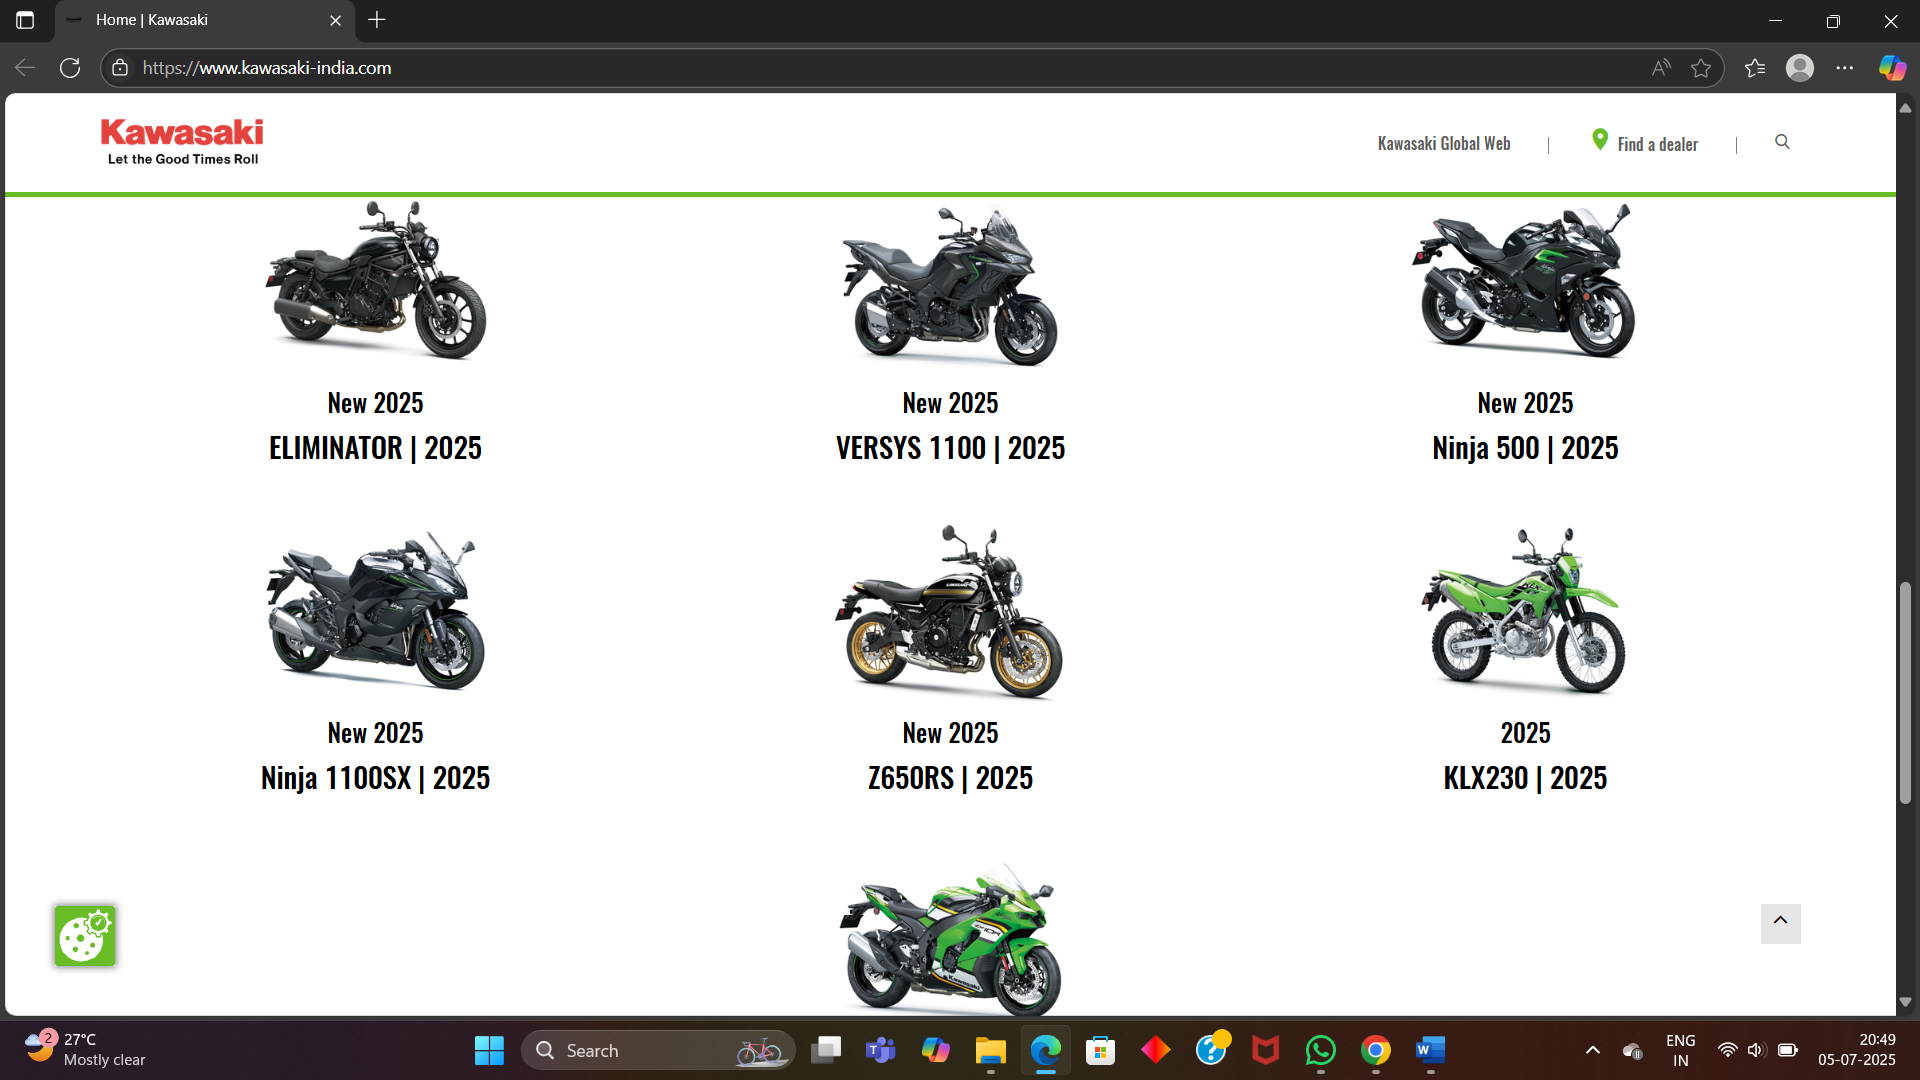 Home | Kawasaki
https://www.kawasaki-india.com
Kawasaki
Let the Good Times Roll
Kawasaki Global Web | Find a dealer |
New 2025
ELIMINATOR | 2025
New 2025
VERSYS 1100 | 2025
New 2025
Ninja 500 | 2025
New 2025
Ninja 1100SX | 2025
New 2025
Z650RS | 2025
2025
KLX230 | 2025
2
27°C
Mostly clear
Search
ENG
IN
20:49
05-07-2025